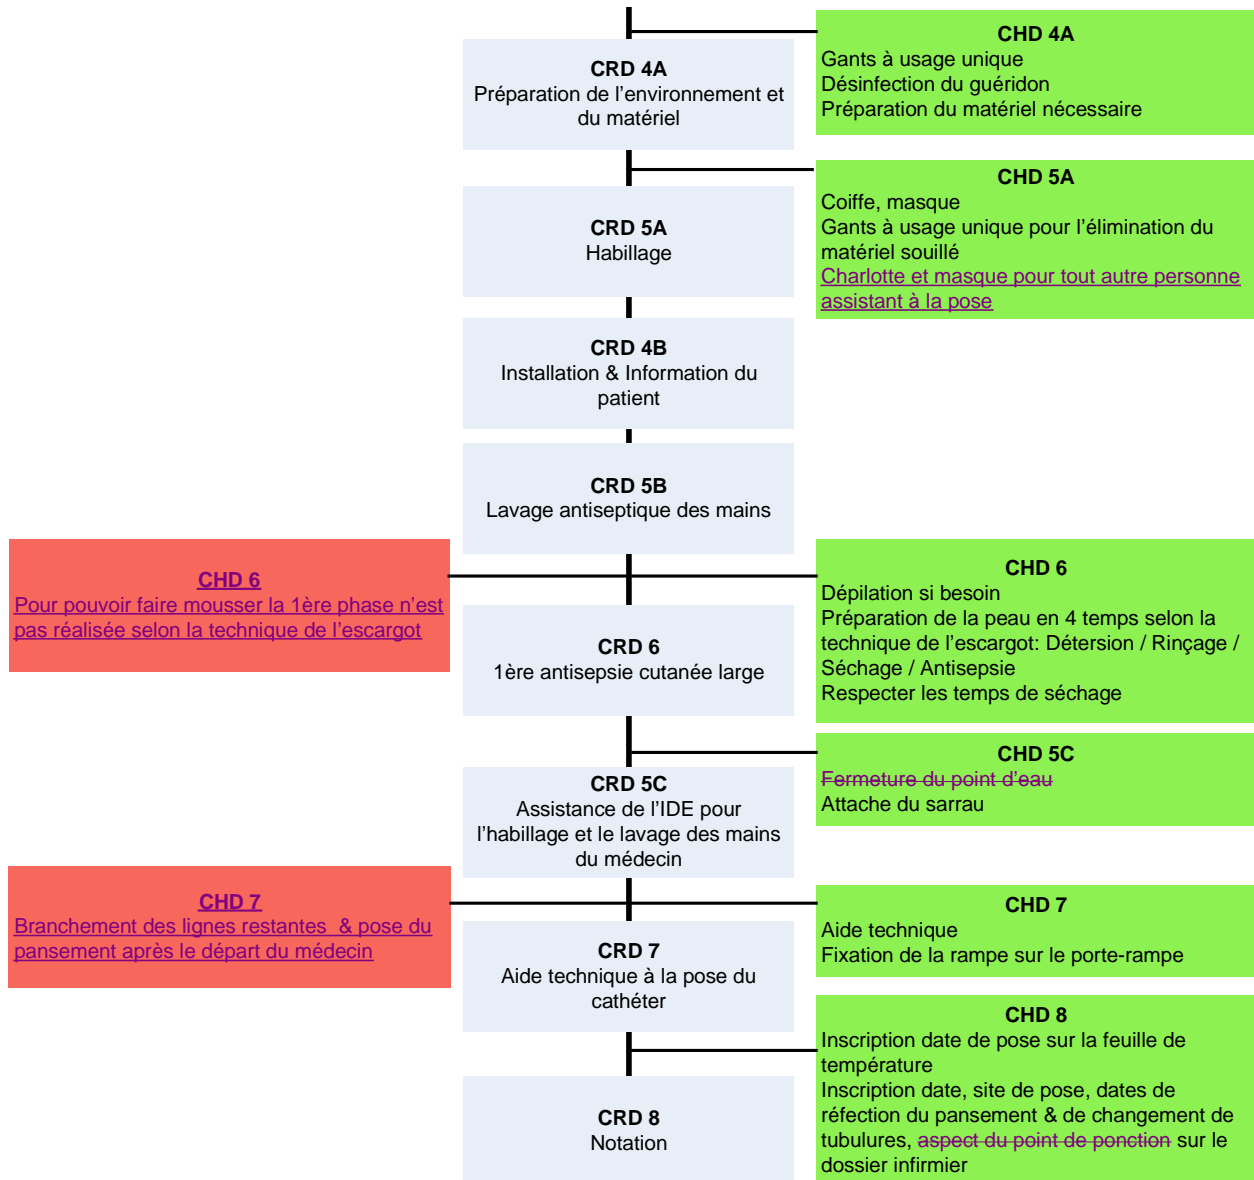 CHD 4A
Gants à usage unique
Désinfection du guéridon
Préparation du matériel nécessaire
CRD 4A
Préparation de l'environnement et
du matériel
CHD 5A
Coiffe, masque
Gants à usage unique pour l'élimination du
matériel souillé
Charlotte et masque pour tout autre personne
assistant à la pose
CRD 5A
Habillage
CRD 4B
Installation & Information du
patient
CRD 5B
Lavage antiseptique des mains
CHD 6
Pour pouvoir faire mousser la 1ère phase n'est
pas réalisée selon la technique de l'escargot
CHD 6
Dépilation si besoin
Préparation de la peau en 4 temps selon la
technique de l'escargot: Détersion / Rinçage /
Séchage / Antisepsie
Respecter les temps de séchage
CRD 6
1ère antisepsie cutanée large
CHD 5C
Fermeture du point d'eau
Attache du sarrau
CRD 5C
Assistance de l'IDE pour
l'habillage et le lavage des mains
du médecin
CHD 7
Branchement des lignes restantes & pose du
pansement après le départ du médecin
CHD 7
Aide technique
Fixation de la rampe sur le porte-rampe
CRD 7
Aide technique à la pose du
cathéter
CHD 8
Inscription date de pose sur la feuille de
température
Inscription date, site de pose, dates de
réfection du pansement & de changement de
tubulures, aspect du point de ponction sur le
dossier infirmier
CRD 8
Notation